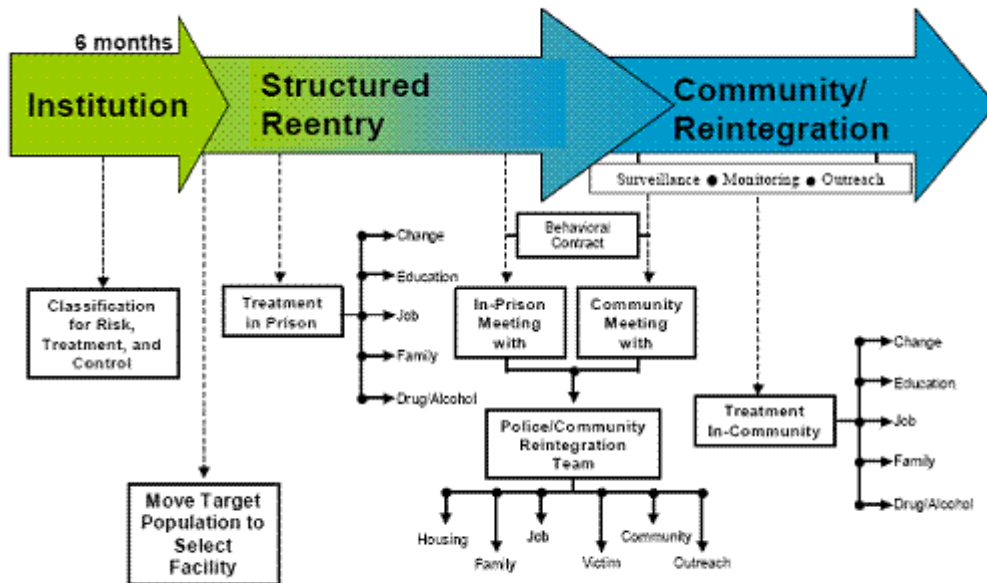 6 months
Institution
Structured
Reentry
Community/
Reintegration
Surveillance ● Monitoring ● Outreach
Behavioral
Contract
Classification
for Risk,
Treatment, and
Control
Treatment
in Prison
Change
Education
Job
Family
Drug/Alcohol
In-Prison
Meeting
with
Community
Meeting
with
Police/Community
Reintegration
Team
Housing
Family
Job
Victim
Community
Outreach
Treatment
In-Community
Change
Education
Job
Family
Drug/Alcohol
Move Target
Population to
Select
Facility